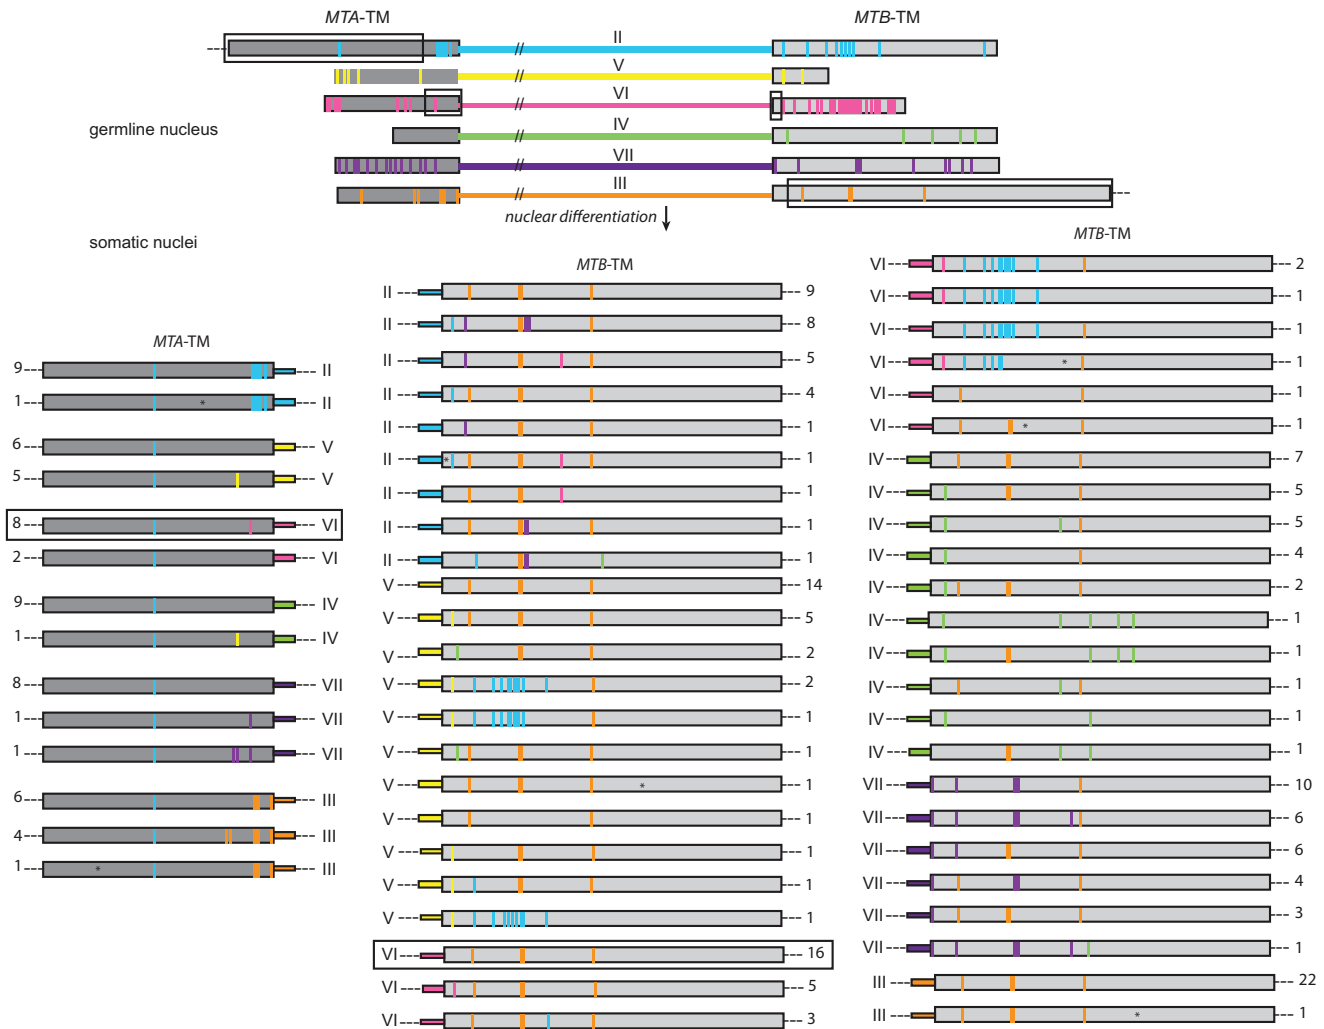 MTA-TM
MTB-TM
II
//
V
//
VI
//
germline nucleus
IV
//
VII
//
III
//
nuclear differentiation
somatic nuclei
MTA-TM
9 II
1 * II
6 V
5 V
8 VI
2 VI
9 IV
1 IV
8 VII
1 VII
1 VII
6 III
4 III
1 * III
MTB-TM
II 9
II 8
II 5
II 4
II 1
II * 1
II 1
II 1
II 1
V 14
V 5
V 2
V 2
V 1
V 1
V * 1
V 1
V 1
V 1
V 1
VI 16
VI 5
VI 3
MTB-TM
VI 2
VI 1
VI 1
VI * 1
VI 1
VI * 1
IV 7
IV 5
IV 5
IV 4
IV 2
IV 1
IV 1
IV 1
IV 1
IV 1
VII 10
VII 6
VII 6
VII 4
VII 3
VII 1
III 22
III * 1